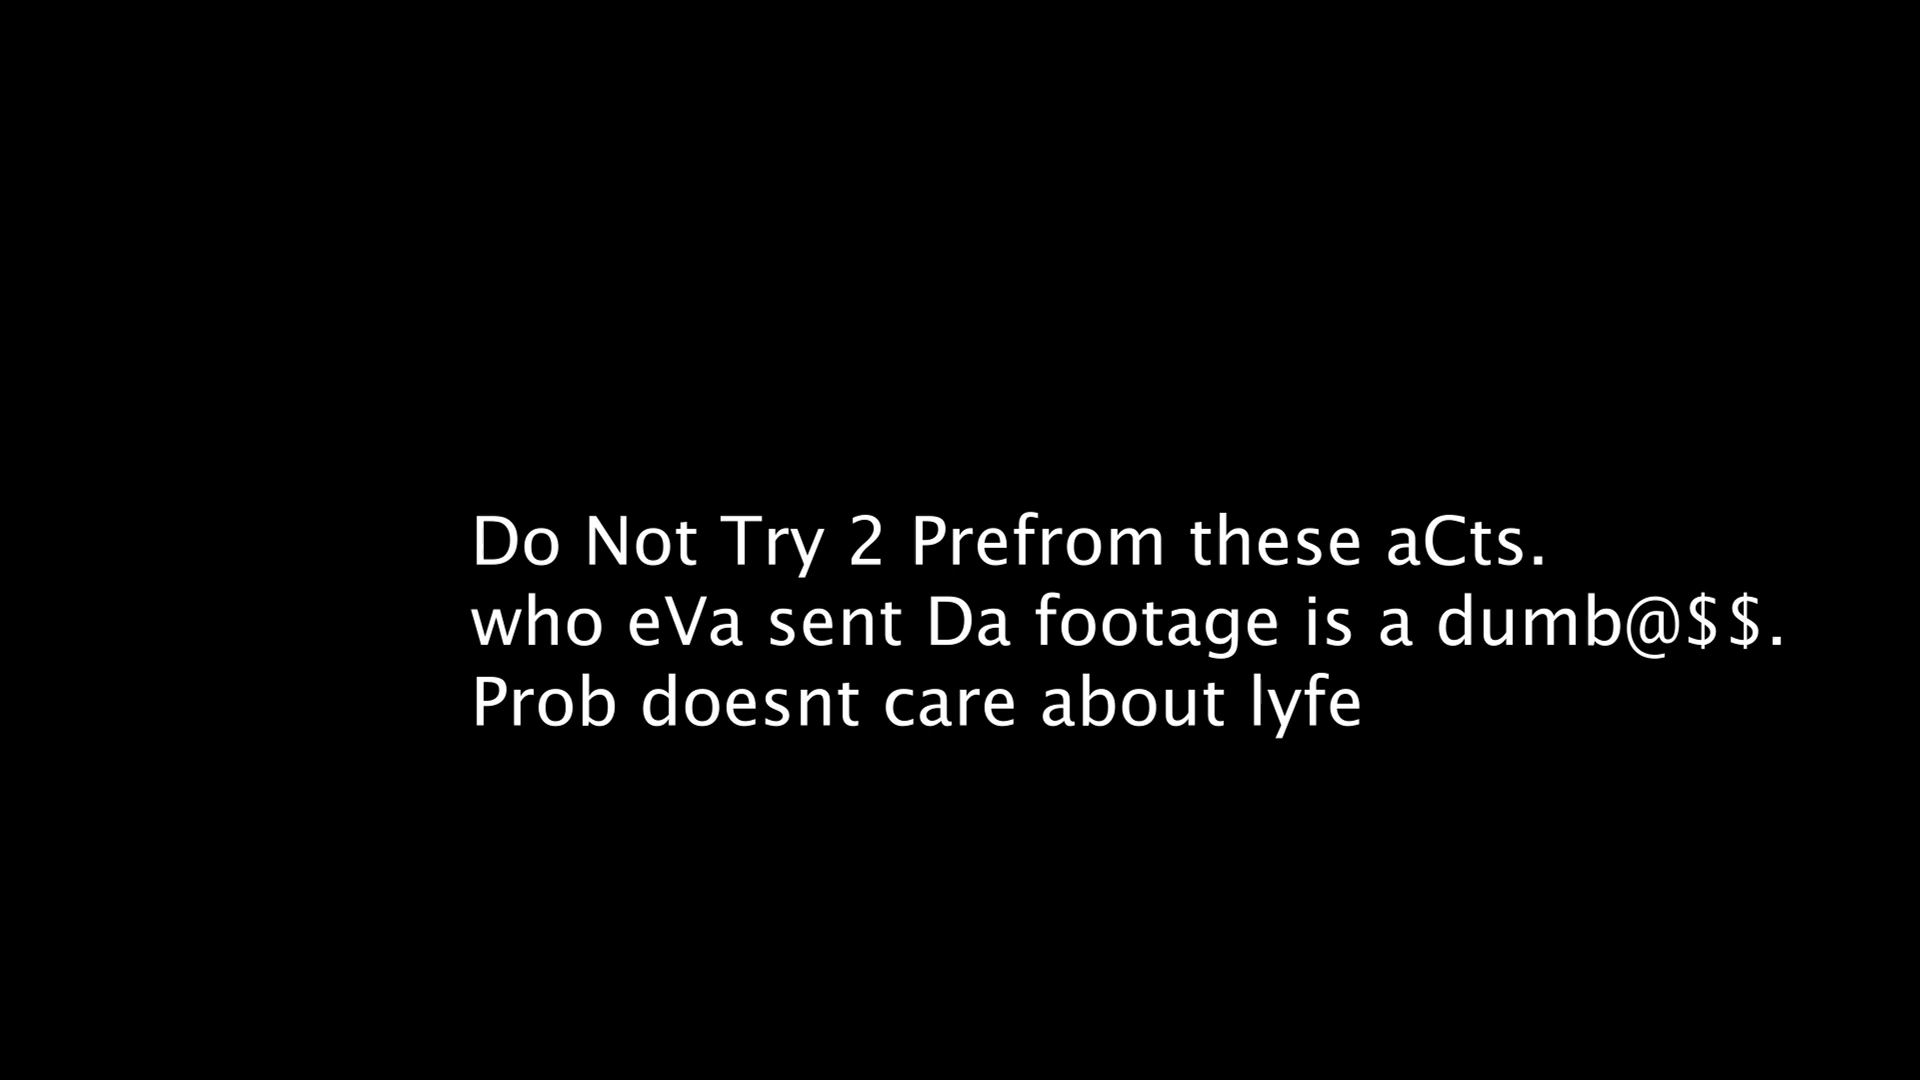 Do Not Try 2 Prefrom these aCts.
who eVa sent Da footage is a dumb@$$.
Prob doesnt care about lyfe